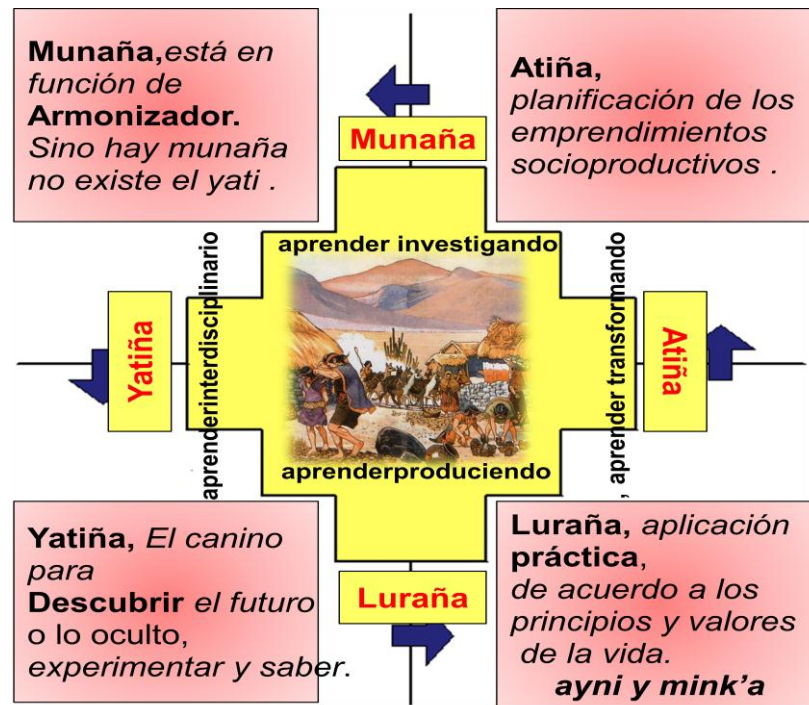 Munaña,está en
función de
Armonizador.
Sino hay munaña
no existe el yati .
Atiña,
planificación de los
emprendimientos
socioproductivos .
Munaña
aprender investigando
Yatiña
aprenderinterdisciplinario
, aprender transformando
Atiña
aprenderproduciendo
Luraña
Yatiña, El canino
para
Descubrir el futuro
o lo oculto,
experimentar y saber.
Luraña, aplicación
práctica,
de acuerdo a los
principios y valores
de la vida.
ayni y mink’a